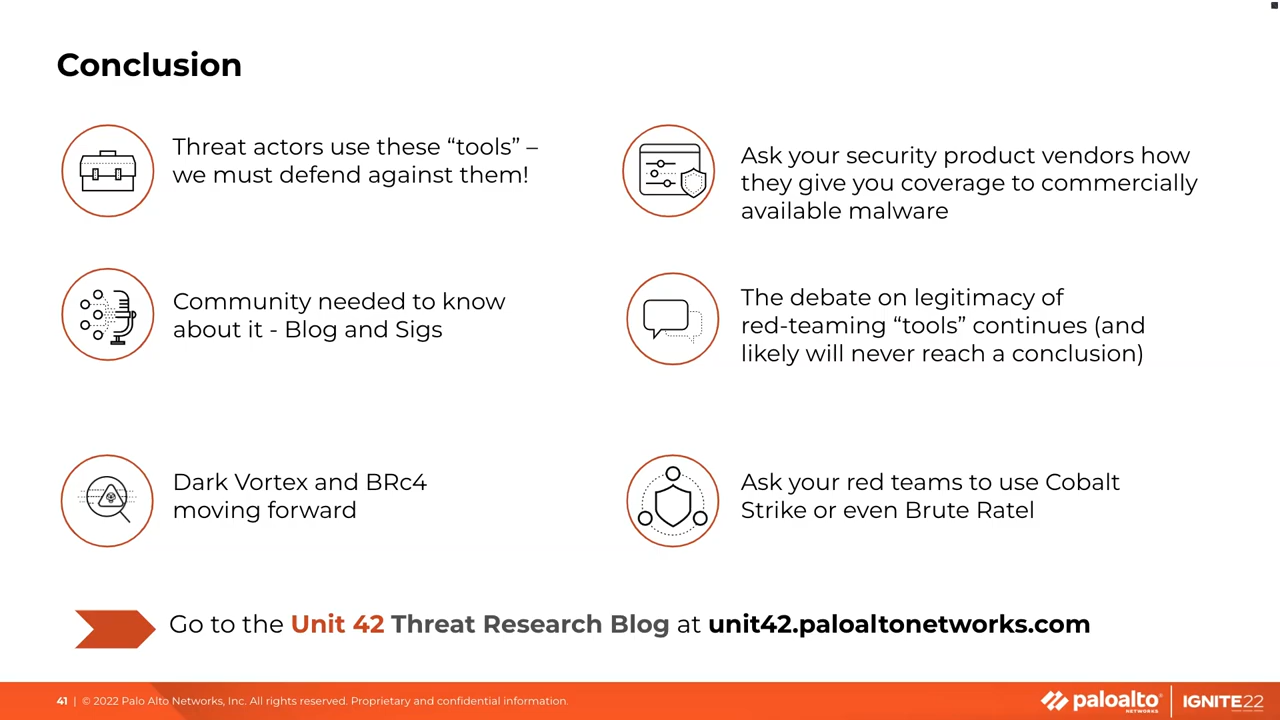 Conclusion
Threat actors use these “tools” –
we must defend against them!
Ask your security product vendors how
they give you coverage to commercially
available malware
Community needed to know
about it - Blog and Sigs
The debate on legitimacy of
red-teaming “tools” continues (and
likely will never reach a conclusion)
Dark Vortex and BRc4
moving forward
Ask your red teams to use Cobalt
Strike or even Brute Ratel
Go to the Unit 42 Threat Research Blog at unit42.paloaltonetworks.com
41 | © 2022 Palo Alto Networks, Inc. All rights reserved. Proprietary and confidential information.
paloalto®
NETWORKS
IGNITE22